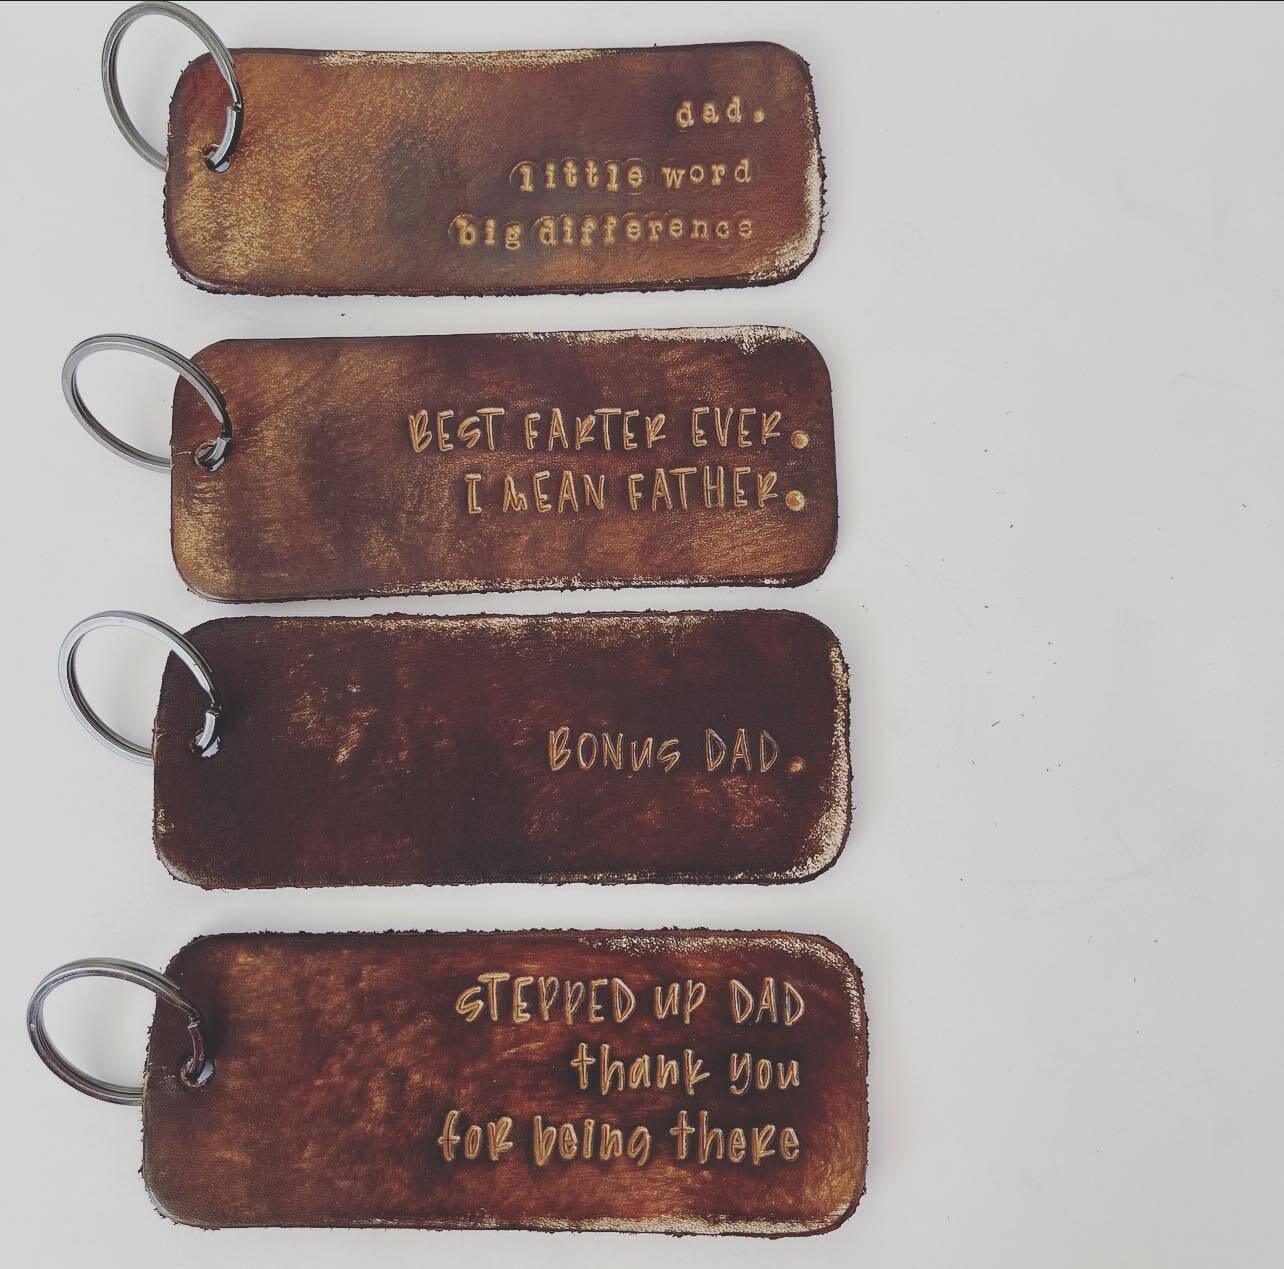 dad.
little word
big difference
BEST FARTER EVER.
I MEAN FATHER.
BONUS DAD.
STEPPED UP DAD
thank you
foR being theRe